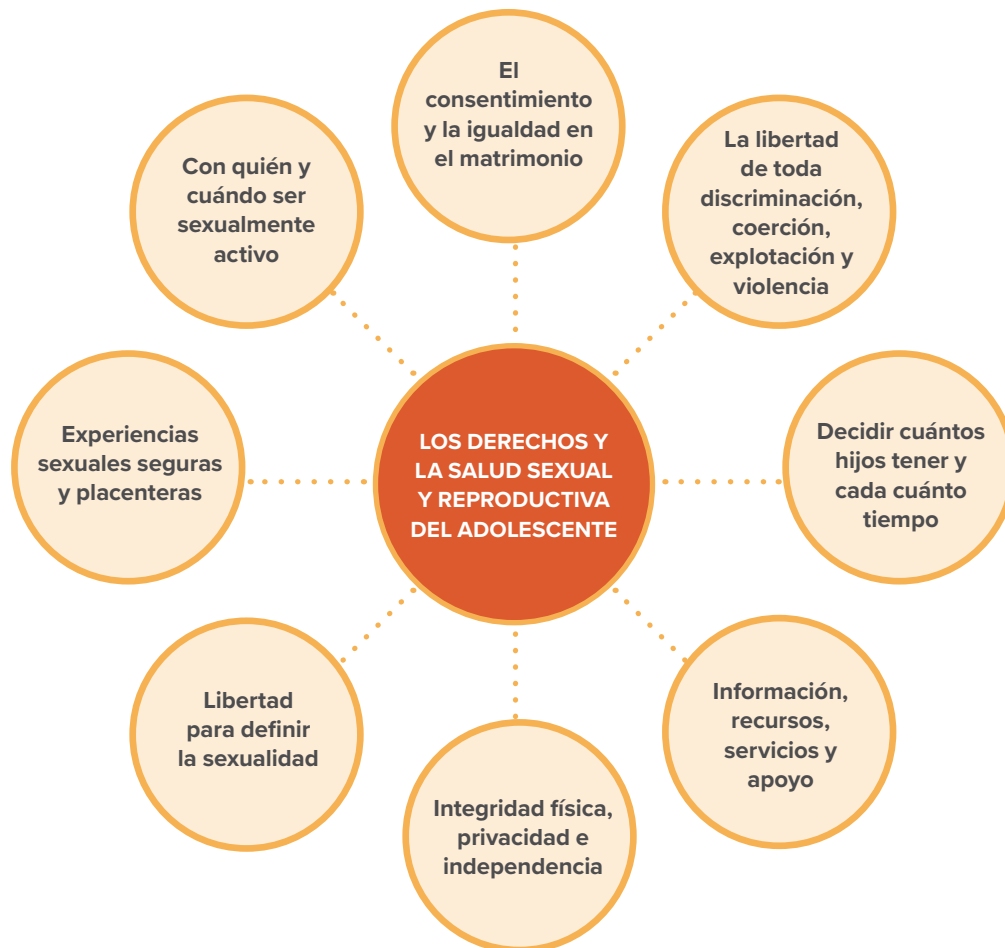 El
consentimiento
y la igualdad en
el matrimonio
La libertad
de toda
discriminación,
coerción,
explotación y
violencia
Decidir cuántos
hijos tener y
cada cuánto
tiempo
Información,
recursos,
servicios y
apoyo
Integridad física,
privacidad e
independencia
Libertad
para definir
la sexualidad
Experiencias
sexuales seguras
y placenteras
Con quién y
cuándo ser
sexualmente
activo
LOS DERECHOS Y
LA SALUD SEXUAL
Y REPRODUCTIVA
DEL ADOLESCENTE